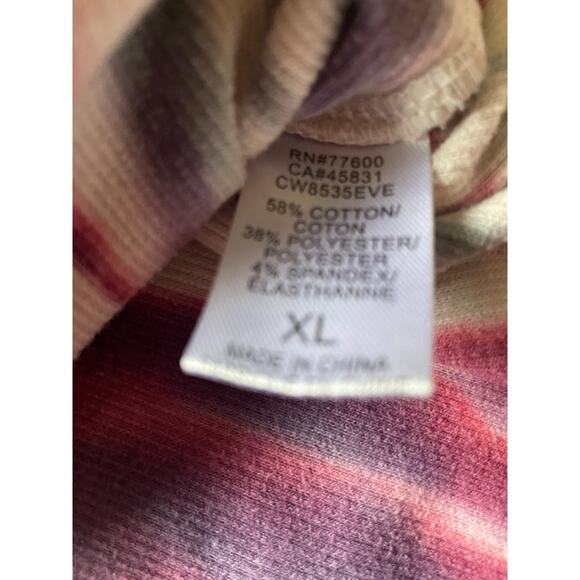 RN#77600
CA#45831
CW8535EVE
58% COTTON/
COTON
38% POLYESTER/
POLYESTER
4% SPANDEX/
ÉLASTHANNE
XL
MADE IN CHINA